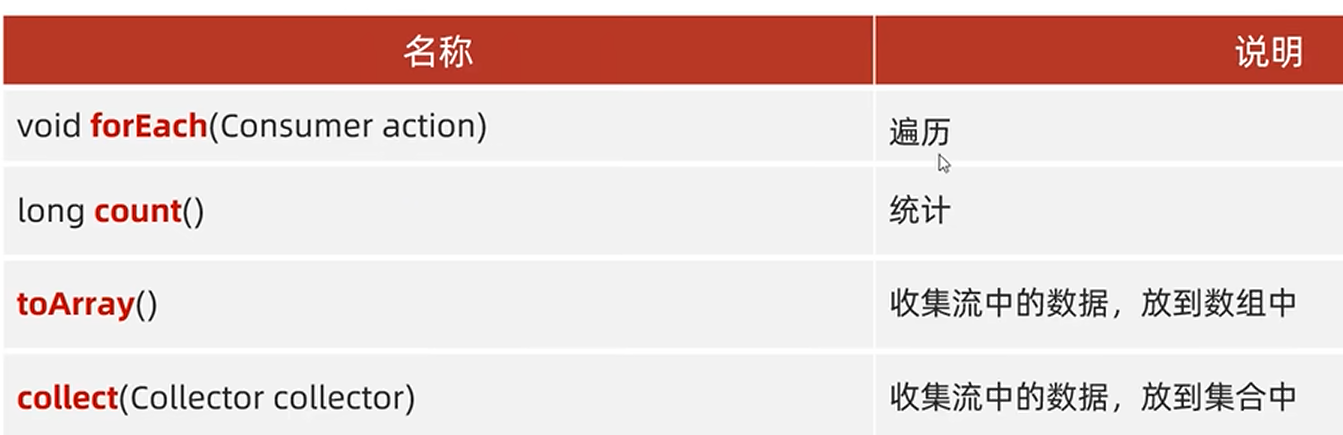 名称 说明
void forEach(Consumer action) 遍历
long count() 统计
toArray() 收集流中的数据，放到数组中
collect(Collector collector) 收集流中的数据，放到集合中